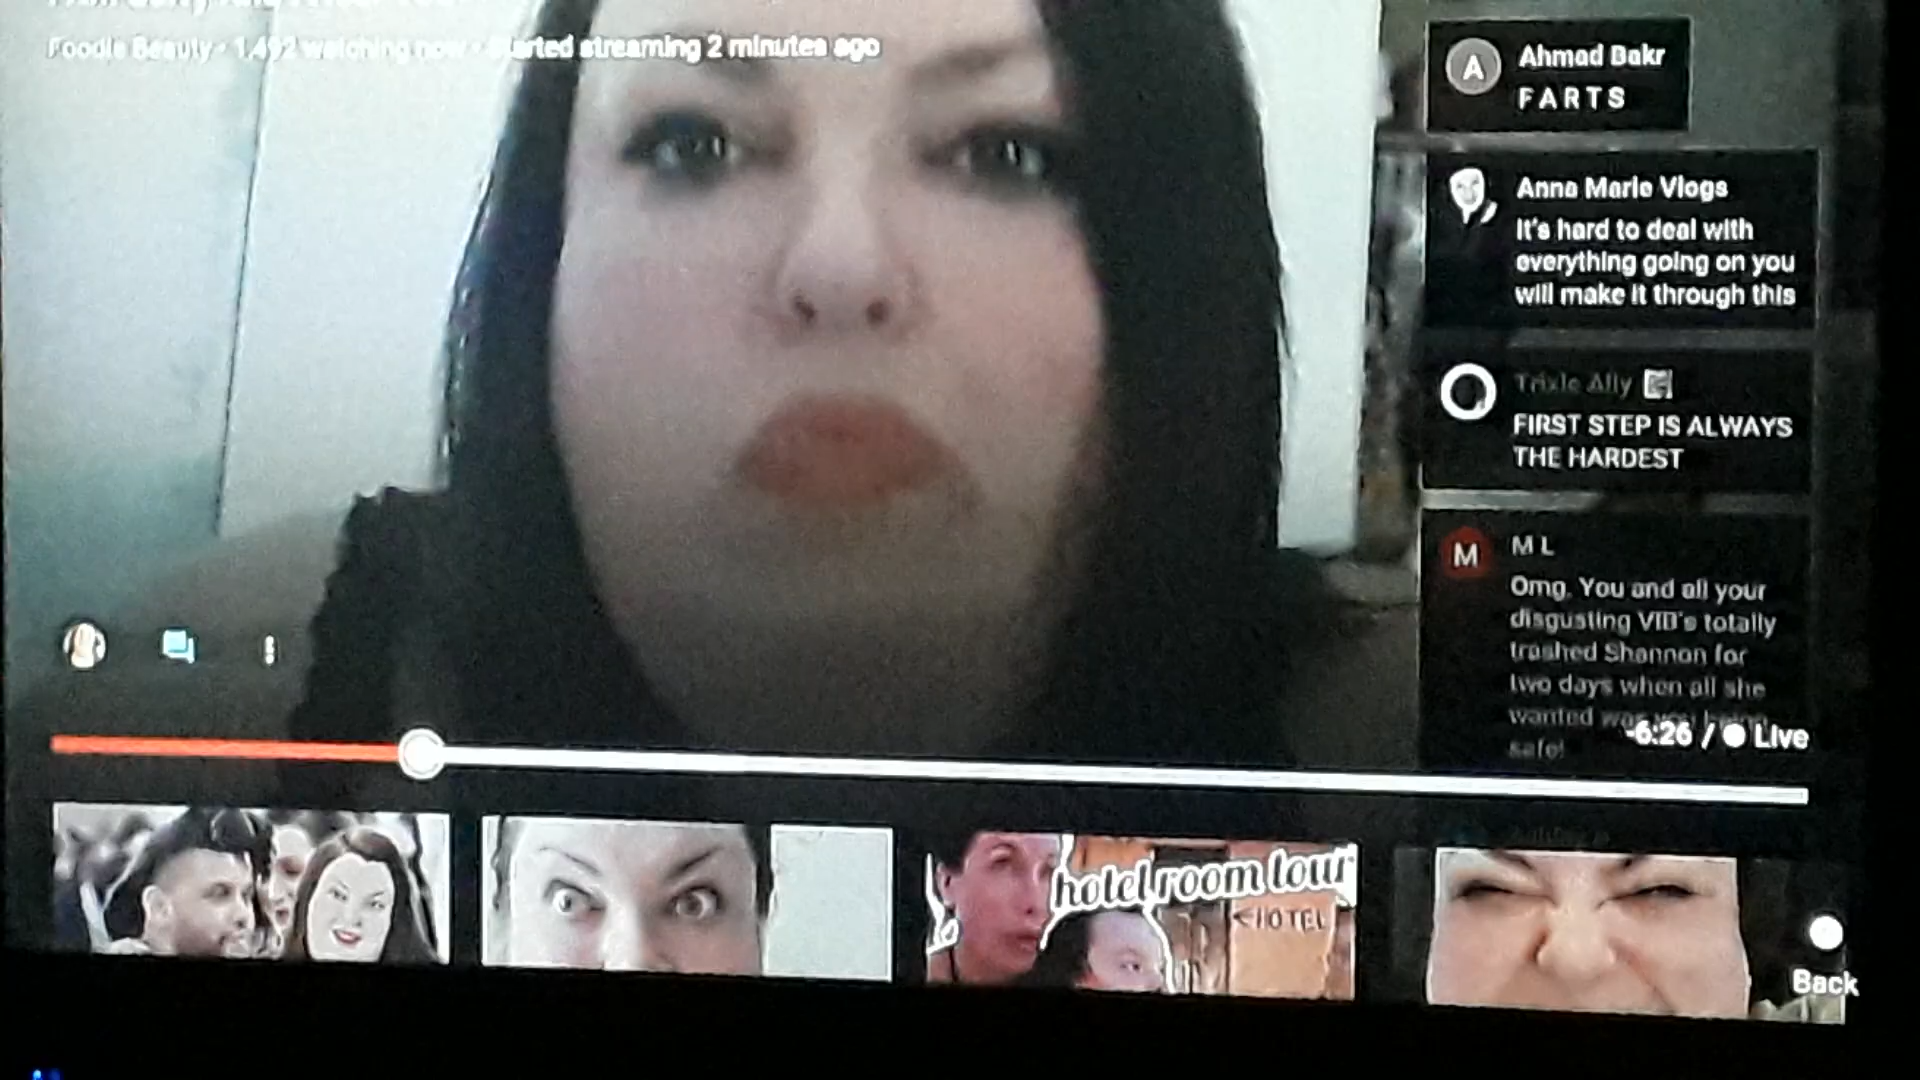 Foodie Beauty • 1,492 watching now • Started streaming 2 minutes ago
A
Ahmad Bakr
FARTS
Anna Marie Vlogs
It's hard to deal with
everything going on you
will make it through this
Trixie Ally
FIRST STEP IS ALWAYS
THE HARDEST
M
M L
Omg. You and all your
disgusting VIB's totally
trashed Shannon for
two days when all she
wanted was you being
safe!
-6:26 / Live
hotel room tour
<HOTEL
Back